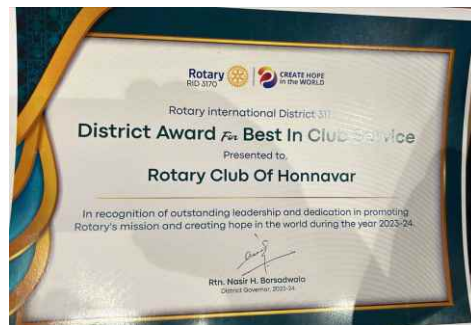 Rotary
RID 3170
CREATE HOPE
in the WORLD
Rotary International District
District Award For Best In Club
Presented to,
Rotary Club Of Honnavar
In recognition of outstanding leadership and dedication in promoting
Rotary's mission and creating hope in the world during the year 2023-24.
Rtn. Nasir H. Borsadwala
District Governor, 2023-24.